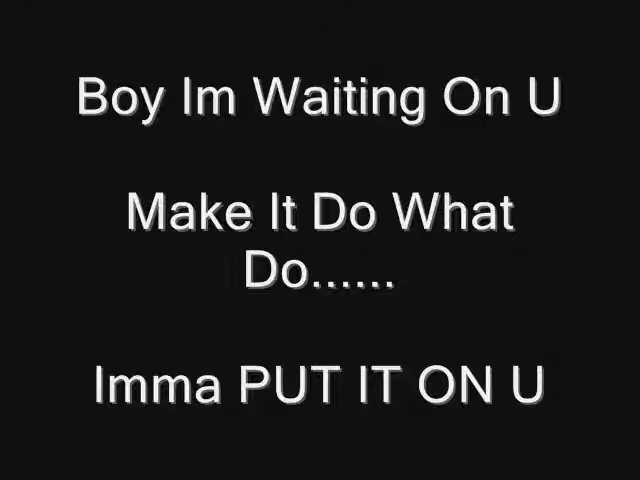 Boy Im Waiting On U
Make It Do What
Do......
Imma PUT IT ON U